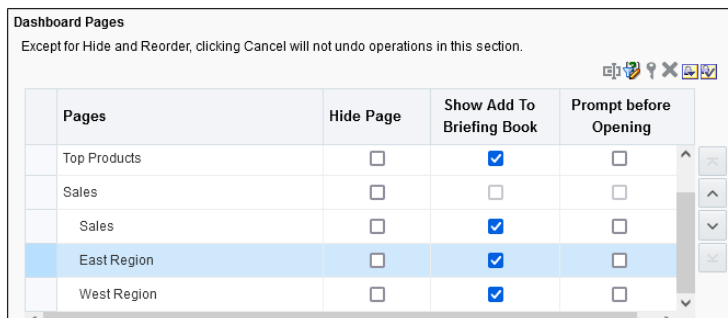 Dashboard Pages
Except for Hide and Reorder, clicking Cancel will not undo operations in this section.
Pages
Hide Page
Show Add To
Briefing Book
Prompt before
Opening
Top Products
Sales
Sales
East Region
West Region